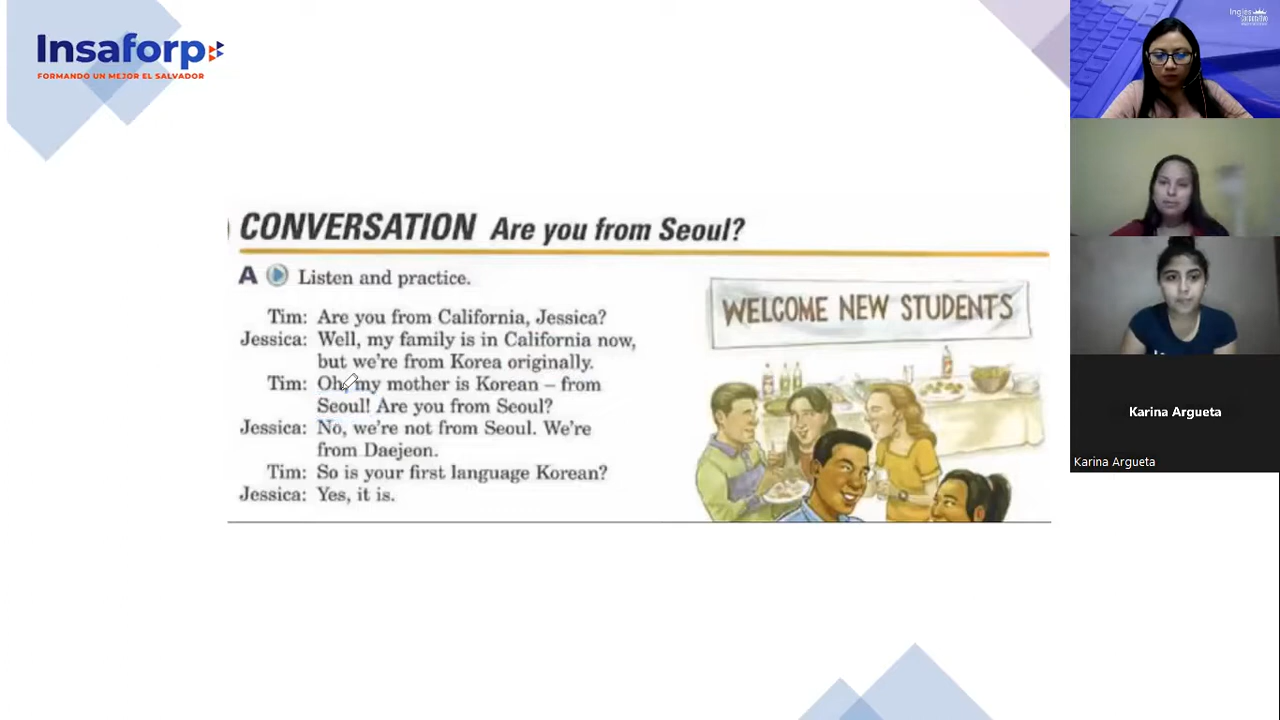 Insaforp
FORMANDO UN MEJOR EL SALVADOR
CONVERSATION Are you from Seoul?
A Listen and practice.
Tim: Are you from California, Jessica?
Jessica: Well, my family is in California now,
but we're from Korea originally.
Tim: Oh, my mother is Korean – from
Seoul! Are you from Seoul?
Jessica: No, we're not from Seoul. We're
from Daejeon.
Tim: So is your first language Korean?
Jessica: Yes, it is.
WELCOME NEW STUDENTS
Inglés
Karina Argueta
Karina Argueta